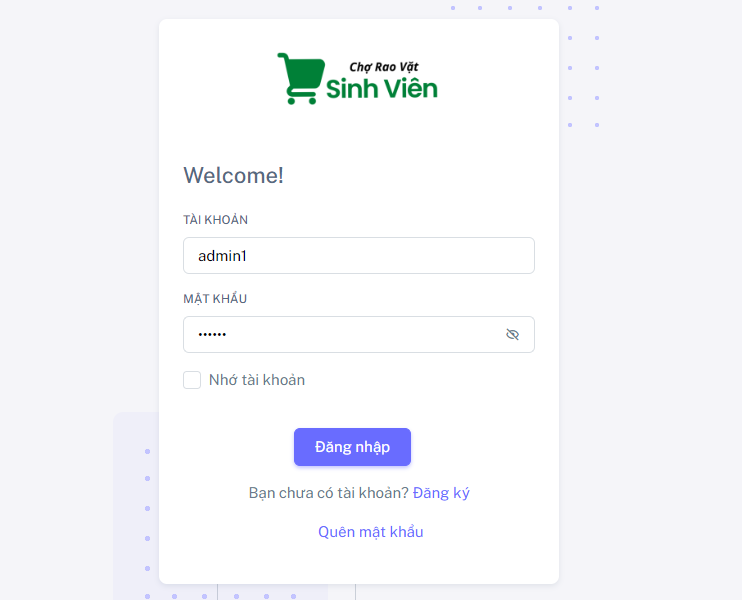 Chợ Rao Vặt
Sinh Viên
Welcome!
TÀI KHOẢN
admin1
MẬT KHẨU
••••••
Nhớ tài khoản
Đăng nhập
Bạn chưa có tài khoản? Đăng ký
Quên mật khẩu